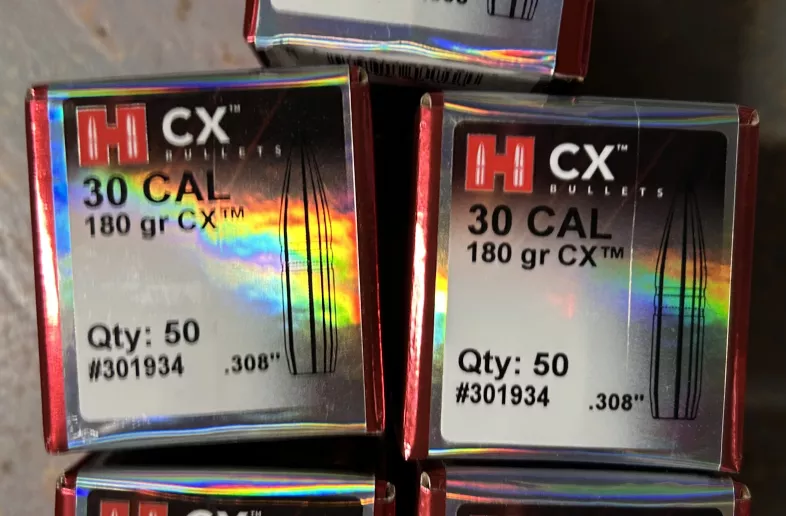 H CX™
BULLETS
30 CAL
180 gr CX™
Qty: 50
#301934 .308"
H CX™
BULLETS
30 CAL
180 gr CX™
Qty: 50
#301934 .308"
H CX™